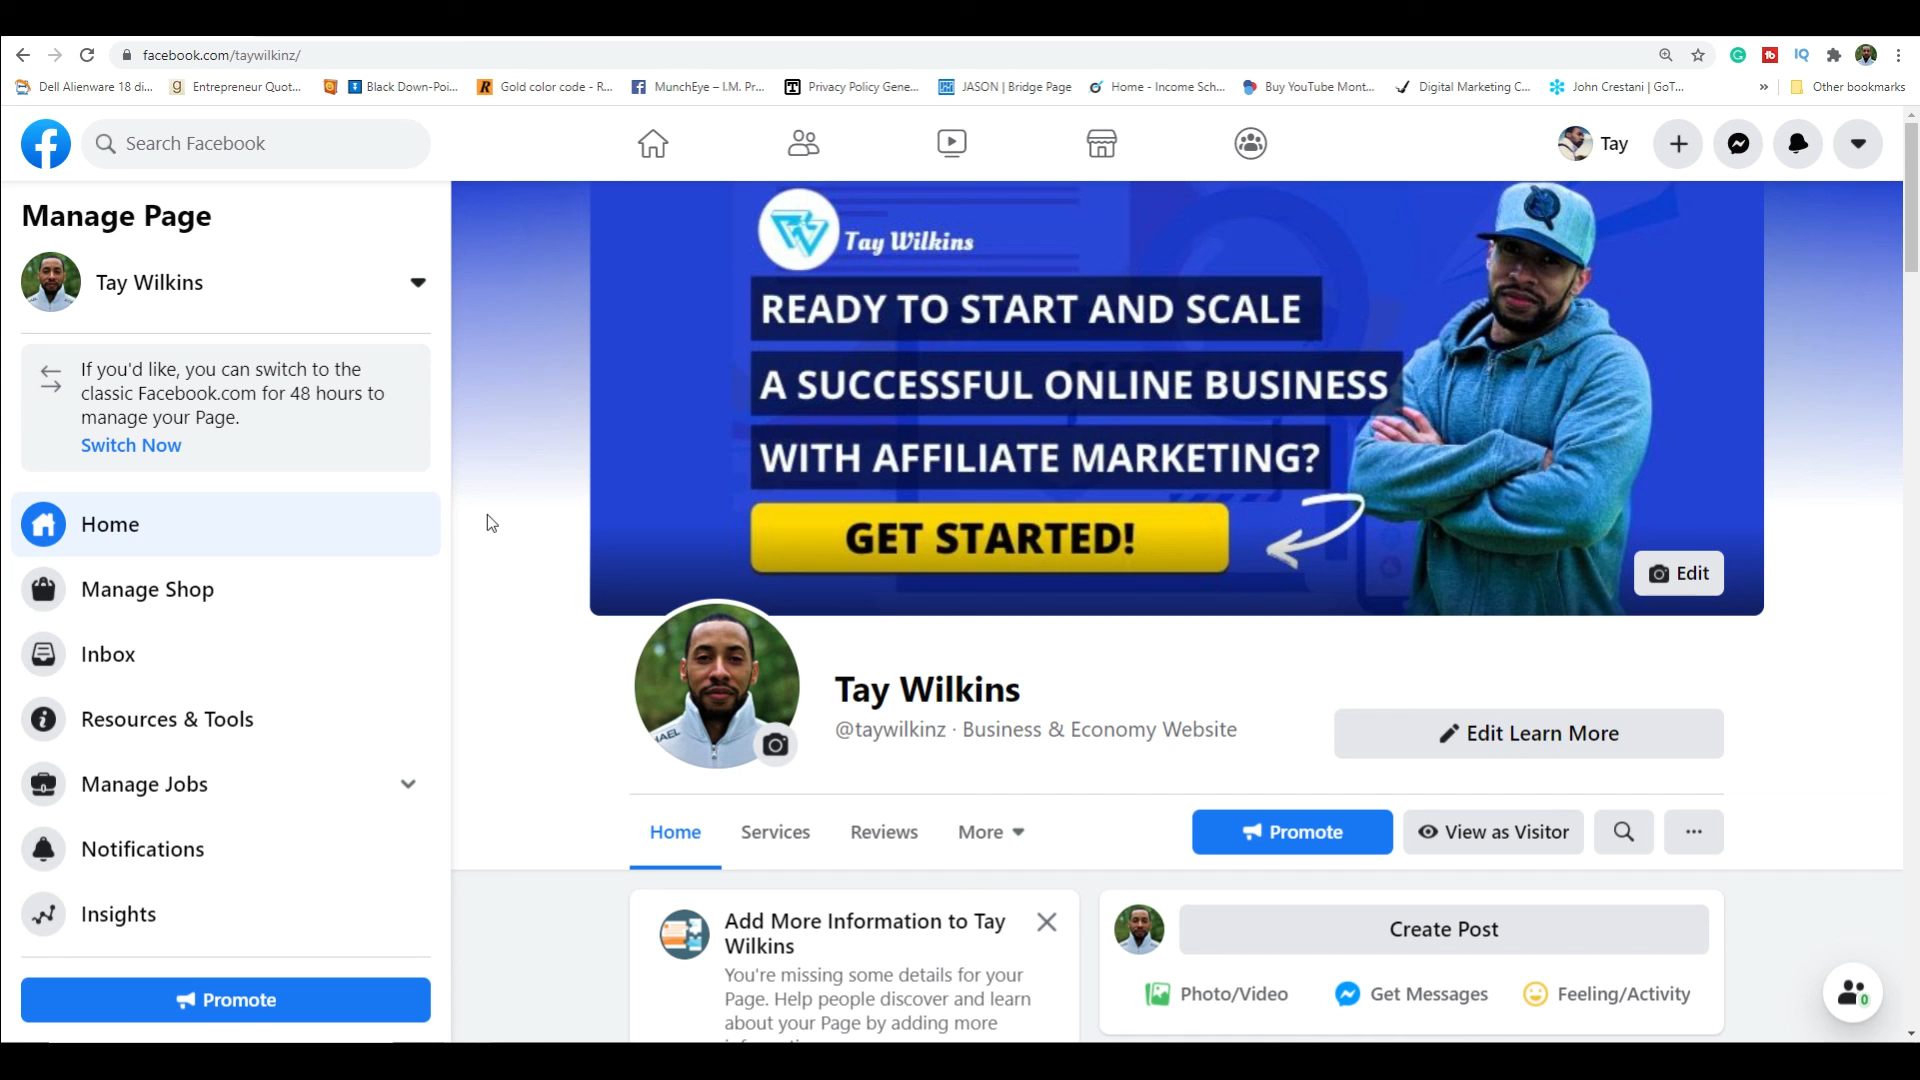 facebook.com/taywilkinz/
Dell Alienware 18 di...
Entrepreneur Quot...
Black Down-Poi...
Gold color code - R...
MunchEye – I.M. Pr...
Privacy Policy Gene...
JASON | Bridge Page
Home - Income Sch...
Buy YouTube Mont...
Digital Marketing C...
John Crestani | GoT...
»
Other bookmarks
Search Facebook
Tay
Manage Page
Tay Wilkins
If you'd like, you can switch to the
classic Facebook.com for 48 hours to
manage your Page.
Switch Now
Home
Manage Shop
Inbox
Resources & Tools
Manage Jobs
Notifications
Insights
Promote
Tay Wilkins
READY TO START AND SCALE
A SUCCESSFUL ONLINE BUSINESS
WITH AFFILIATE MARKETING?
GET STARTED!
Edit
Tay Wilkins
@taywilkinz · Business & Economy Website
Edit Learn More
Home
Services
Reviews
More
Promote
View as Visitor
Add More Information to Tay
Wilkins
You're missing some details for your
Page. Help people discover and learn
about your Page by adding more
Create Post
Photo/Video
Get Messages
Feeling/Activity
0